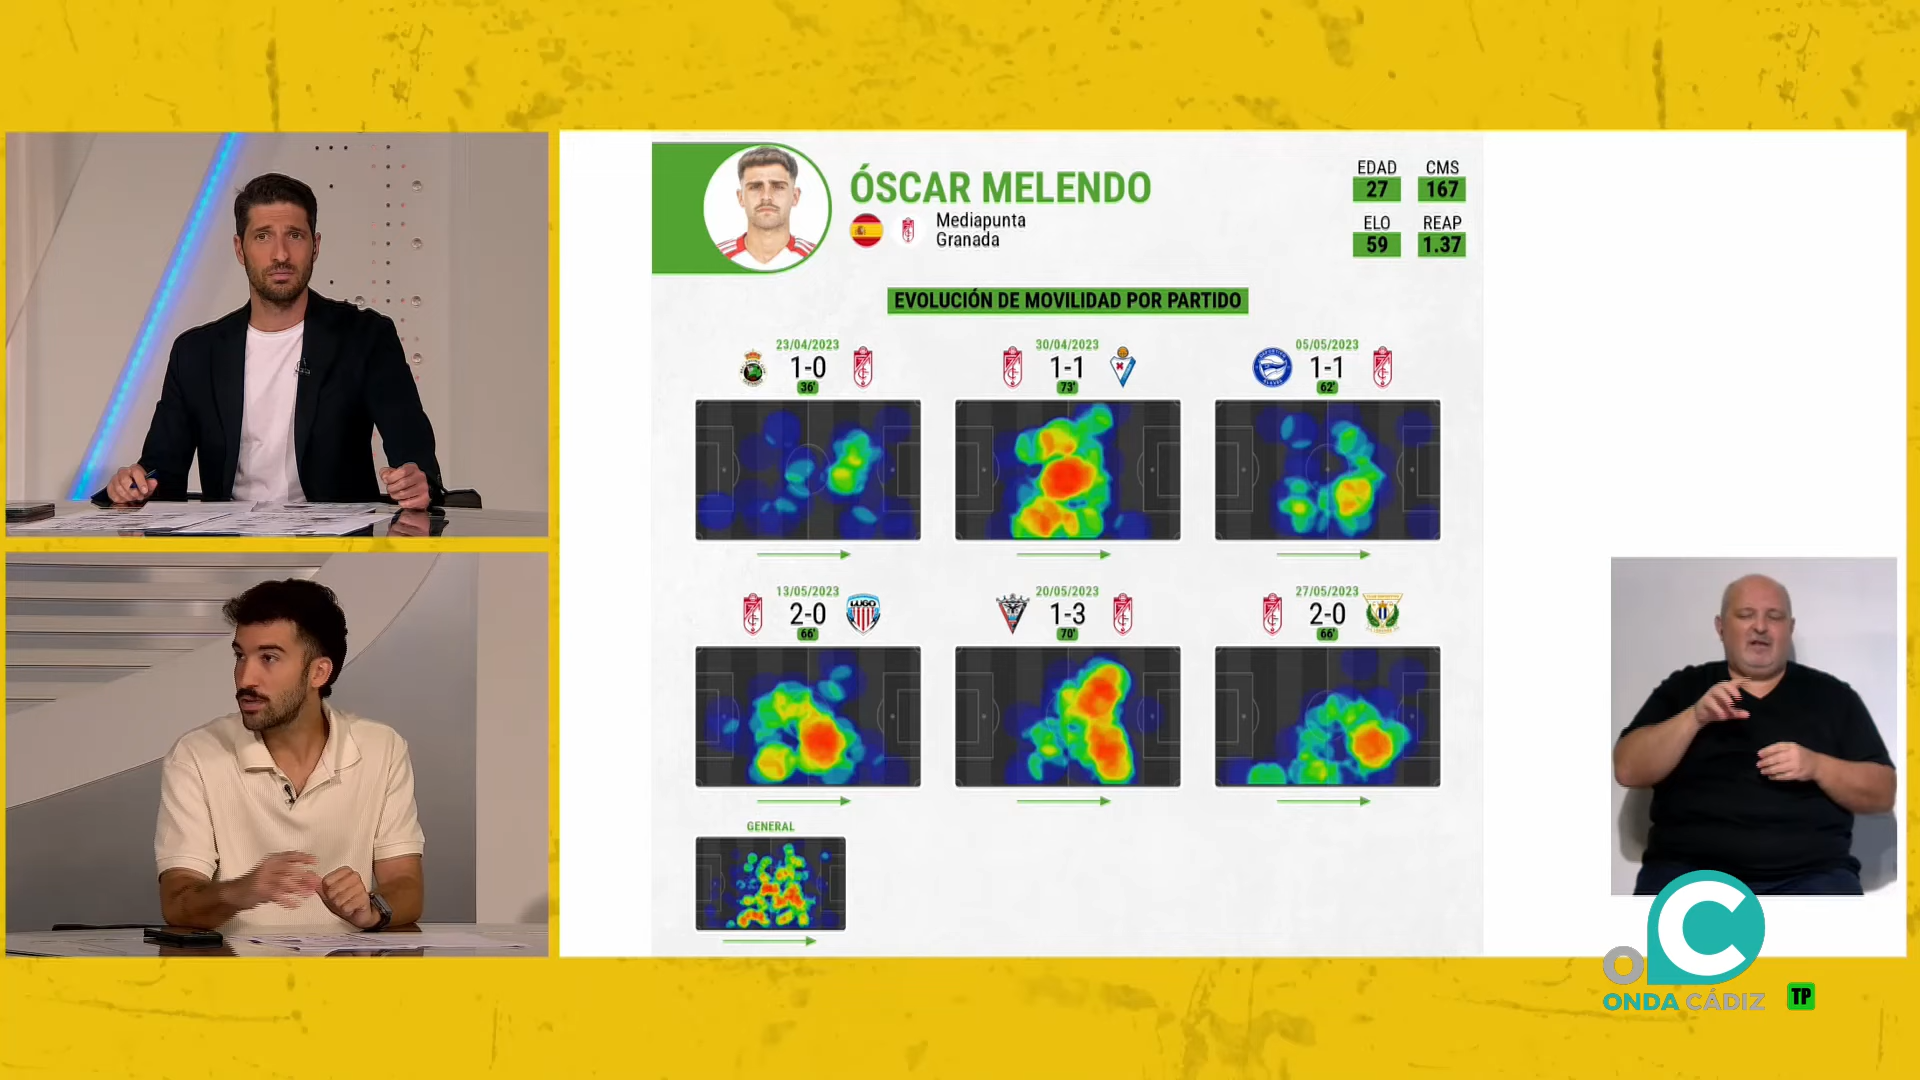 ÓSCAR MELENDO
Mediapunta
Granada
EDAD CMS
27 167
ELO REAP
59 1.37
EVOLUCIÓN DE MOVILIDAD POR PARTIDO
23/04/2023
1-0
36'
30/04/2023
1-1
73'
05/05/2023
1-1
62'
13/05/2023
2-0
66'
LUGO
20/05/2023
1-3
70'
27/05/2023
2-0
66'
GENERAL
OC
ONDA CÁDIZ
TP